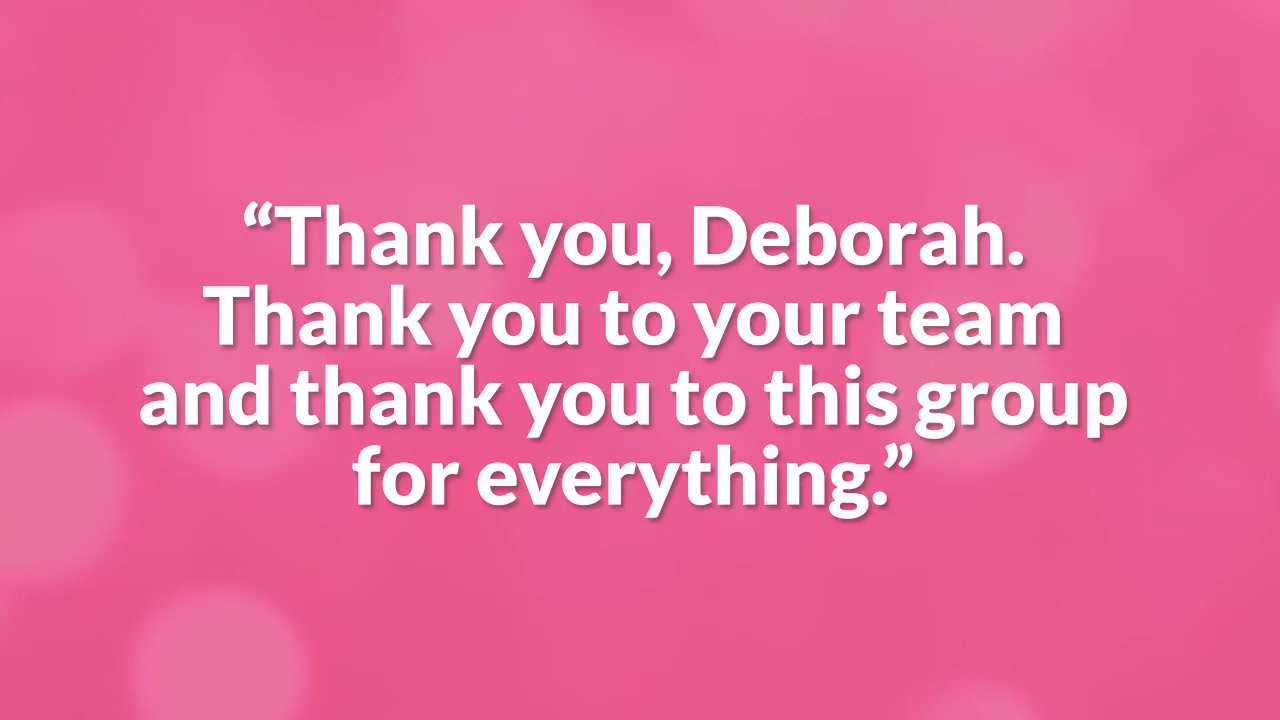 “Thank you, Deborah.
Thank you to your team
and thank you to this group
for everything.”